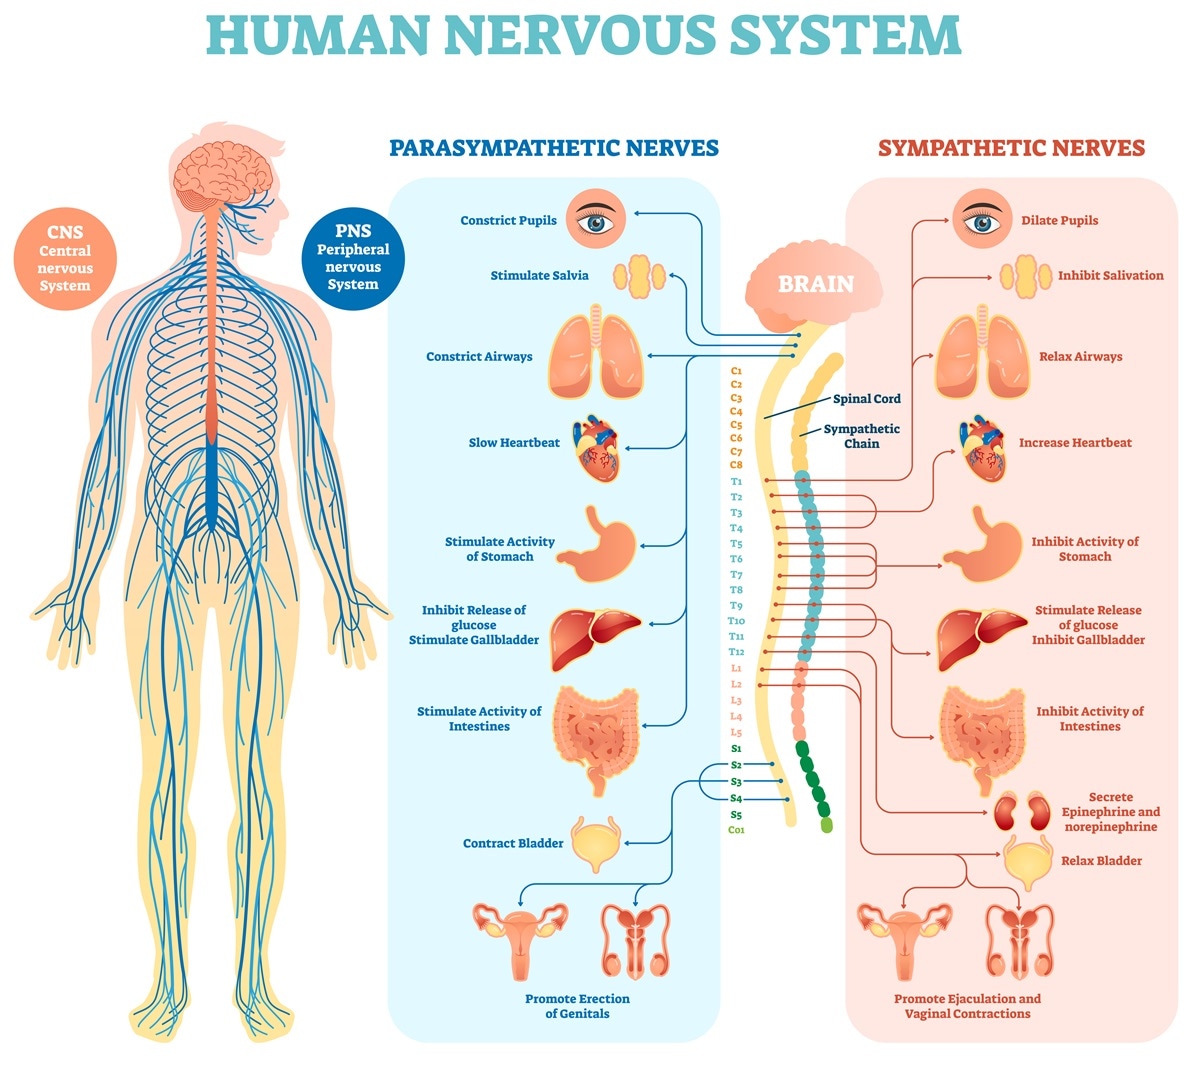 HUMAN NERVOUS SYSTEM
CNS
Central
nervous
System
PNS
Peripheral
nervous
System
PARASYMPATHETIC NERVES
Constrict Pupils
Stimulate Salvia
Constrict Airways
Slow Heartbeat
Stimulate Activity
of Stomach
Inhibit Release of
glucose
Stimulate Gallbladder
Stimulate Activity of
Intestines
Contract Bladder
Promote Erection
of Genitals
BRAIN
C1
C2
C3
C4
C5
C6
C7
C8
T1
T2
T3
T4
T5
T6
T7
T8
T9
T10
T11
T12
L1
L2
L3
L4
L5
S1
S2
S3
S4
S5
Co1
Spinal Cord
Sympathetic
Chain
SYMPATHETIC NERVES
Dilate Pupils
Inhibit Salivation
Relax Airways
Increase Heartbeat
Inhibit Activity of
Stomach
Stimulate Release
of glucose
Inhibit Gallbladder
Inhibit Activity of
Intestines
Secrete
Epinephrine and
norepinephrine
Relax Bladder
Promote Ejaculation and
Vaginal Contractions